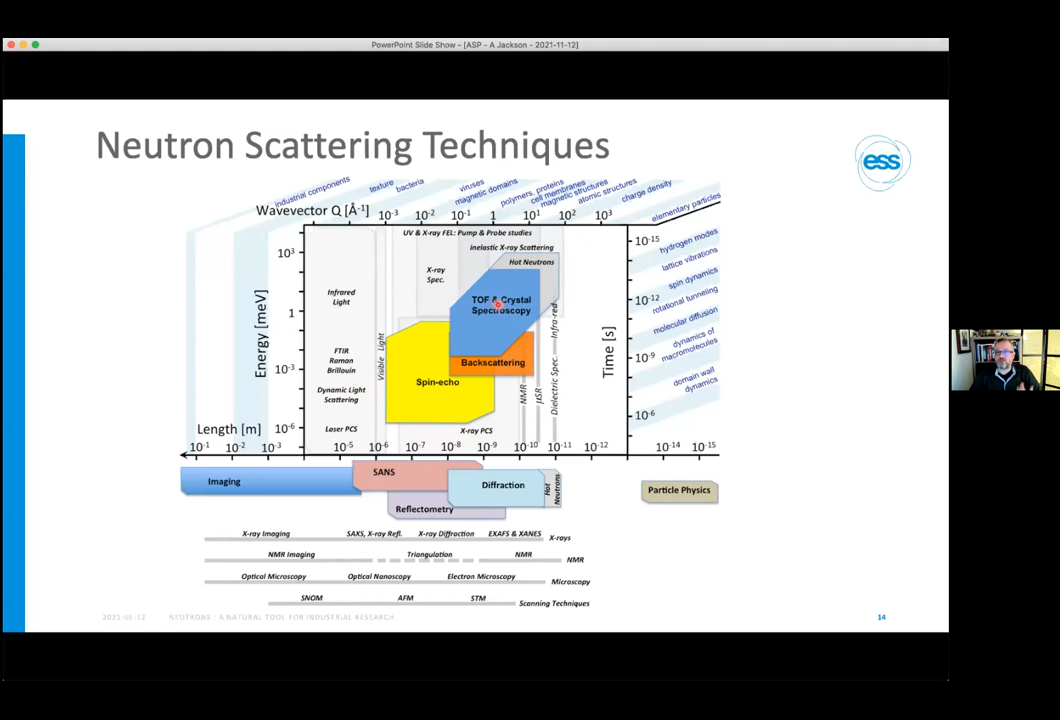 PowerPoint Slide Show - [ASP - A Jackson - 2021-11-12]
Neutron Scattering Techniques
ess
industrial components
texture
bacteria
viruses
magnetic domains
polymers, proteins
cell membranes
magnetic structures
atomic structures
charge density
elementary particles
Wavevector Q [Å-1]
10-3
10-2
10-1
1
101
102
103
UV & X-ray FEL: Pump & Probe studies
Inelastic X-ray Scattering
Hot Neutrons
X-ray
Spec.
TOF & Crystal
Spectroscopy
Infrared
Light
Visible Light
FTIR
Raman
Brillouin
Dynamic Light
Scattering
Laser PCS
Backscattering
Spin-echo
X-ray PCS
NMR
µSR
Dielectric Spec.
Infra-red
Energy [meV]
103
1
10-3
10-6
Time [s]
10-15
10-12
10-9
10-6
hydrogen modes
lattice vibrations
spin dynamics
rotational tunneling
molecular diffusion
dynamics of
macromolecules
domain wall
dynamics
Length [m]
10-1
10-2
10-3
10-5
10-6
10-7
10-8
10-9
10-10
10-11
10-12
10-14
10-15
Imaging
SANS
Diffraction
Hot
Neutrons
Reflectometry
Particle Physics
X-ray Imaging
SAXS, X-ray Refl.
X-ray Diffraction
EXAFS & XANES
X-rays
NMR Imaging
Triangulation
NMR
NMR
Optical Microscopy
Optical Nanoscopy
Electron Microscopy
Microscopy
SNOM
AFM
STM
Scanning Techniques
2021-01-12
NEUTRONS - A NATURAL TOOL FOR INDUSTRIAL RESEARCH
14